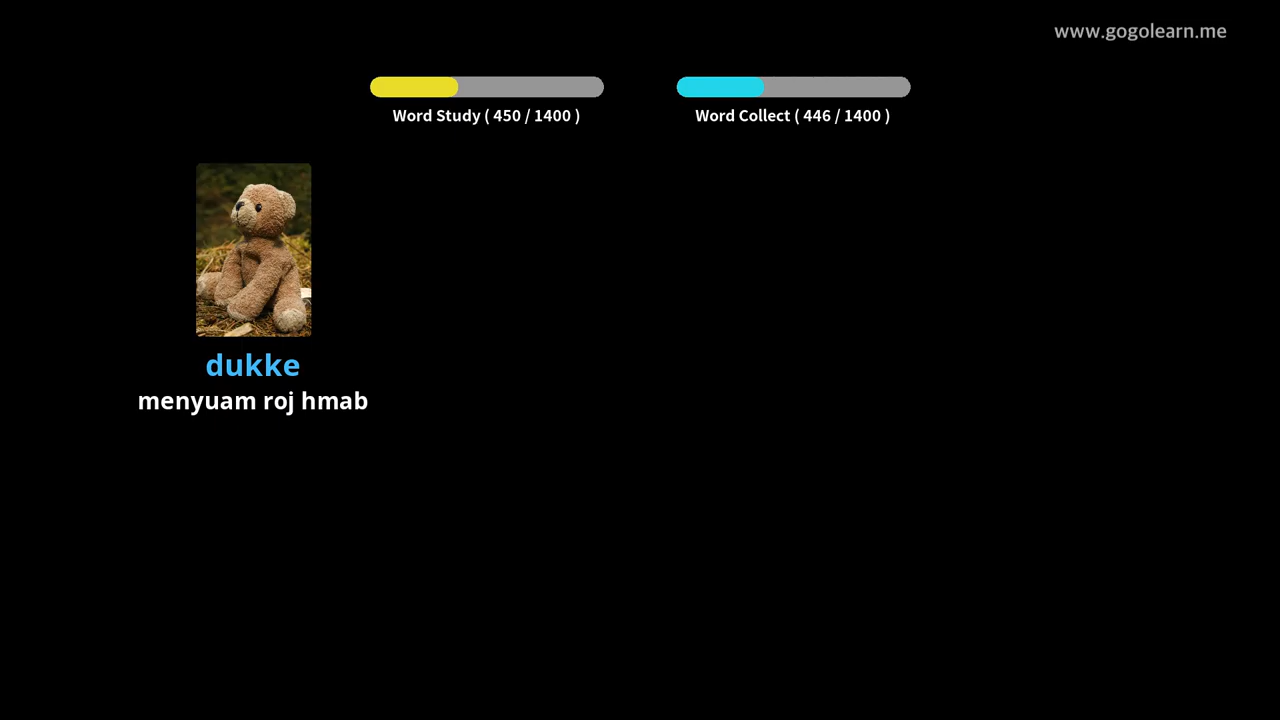 www.gogolearn.me
Word Study ( 450 / 1400 )
Word Collect ( 446 / 1400 )
dukke
menyuam roj hmab